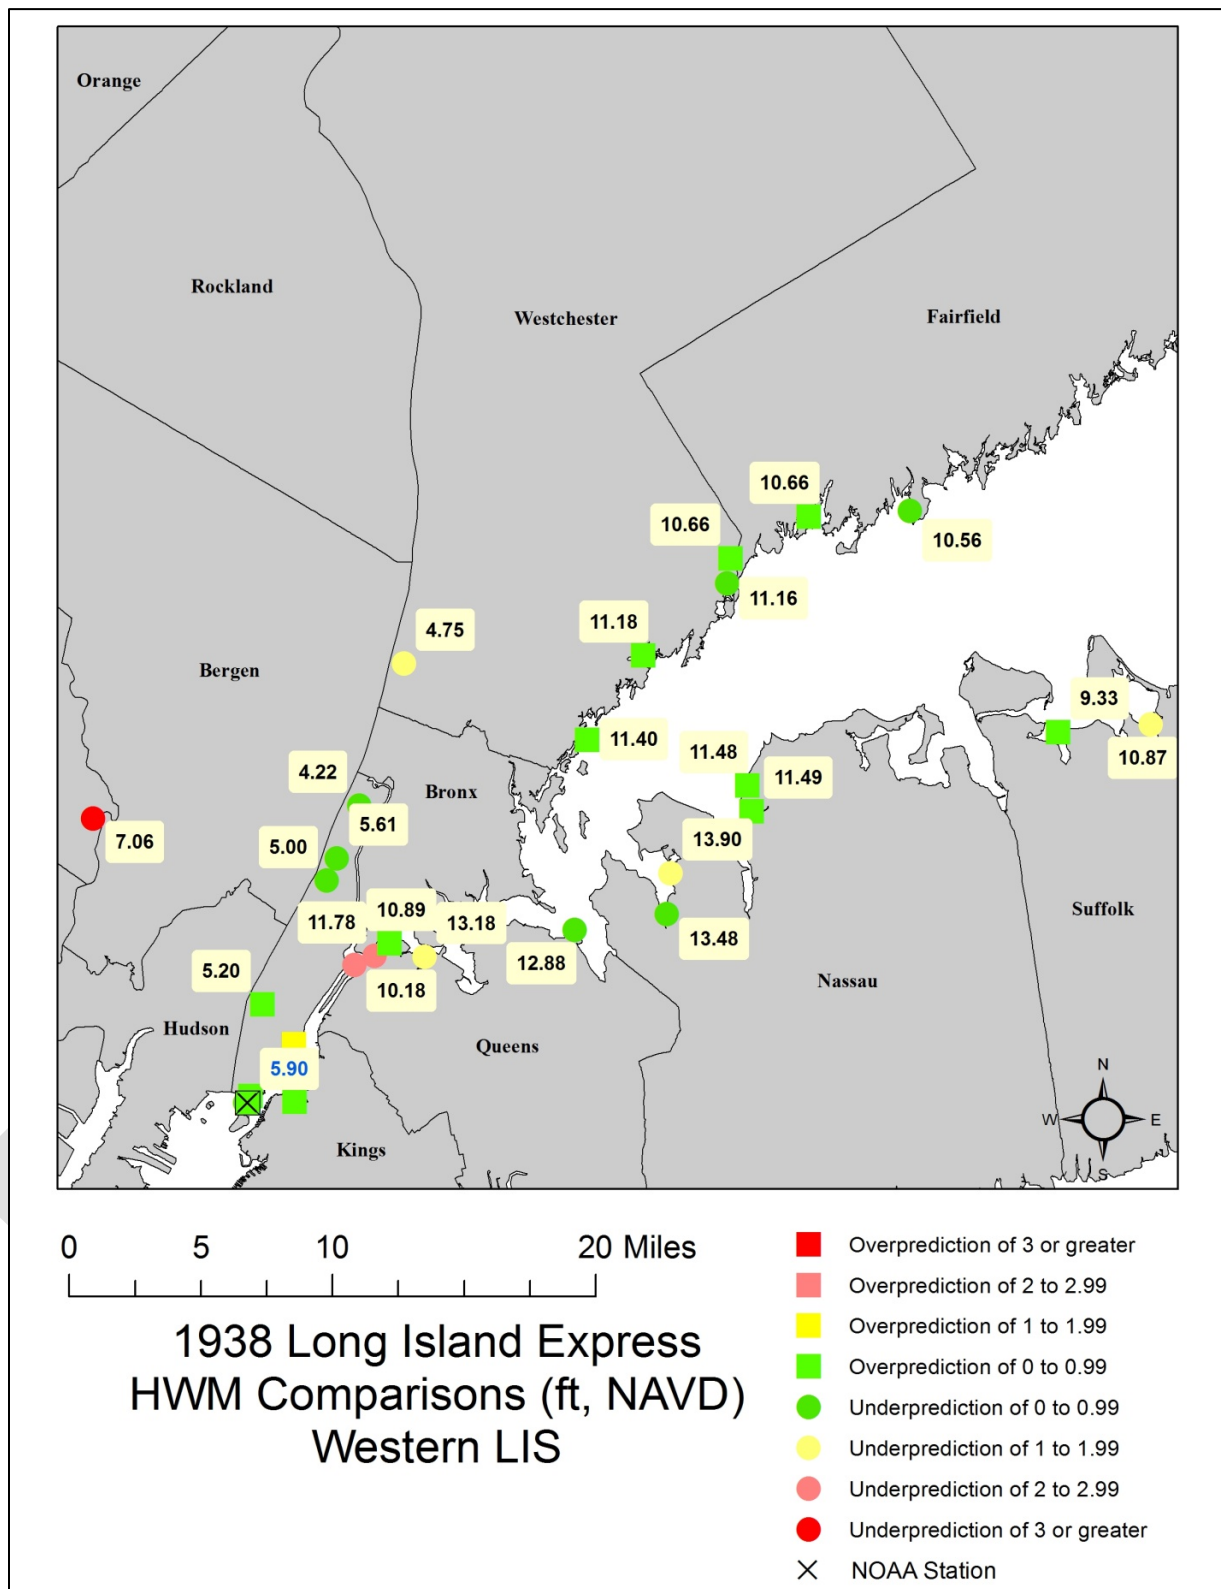 Orange
Rockland
Westchester
Fairfield
10.66
10.66
10.56
11.16
11.18
4.75
Bergen
9.33
11.40
11.48
10.87
11.49
4.22
Bronx
5.61
7.06
5.00
13.90
10.89
11.78
13.18
Suffolk
12.88
13.48
5.20
10.18
Nassau
Hudson
Queens
5.90
N
W
E
S
Kings
0 5 10 20 Miles
1938 Long Island Express
HWM Comparisons (ft, NAVD)
Western LIS
Overprediction of 3 or greater
Overprediction of 2 to 2.99
Overprediction of 1 to 1.99
Overprediction of 0 to 0.99
Underprediction of 0 to 0.99
Underprediction of 1 to 1.99
Underprediction of 2 to 2.99
Underprediction of 3 or greater
NOAA Station